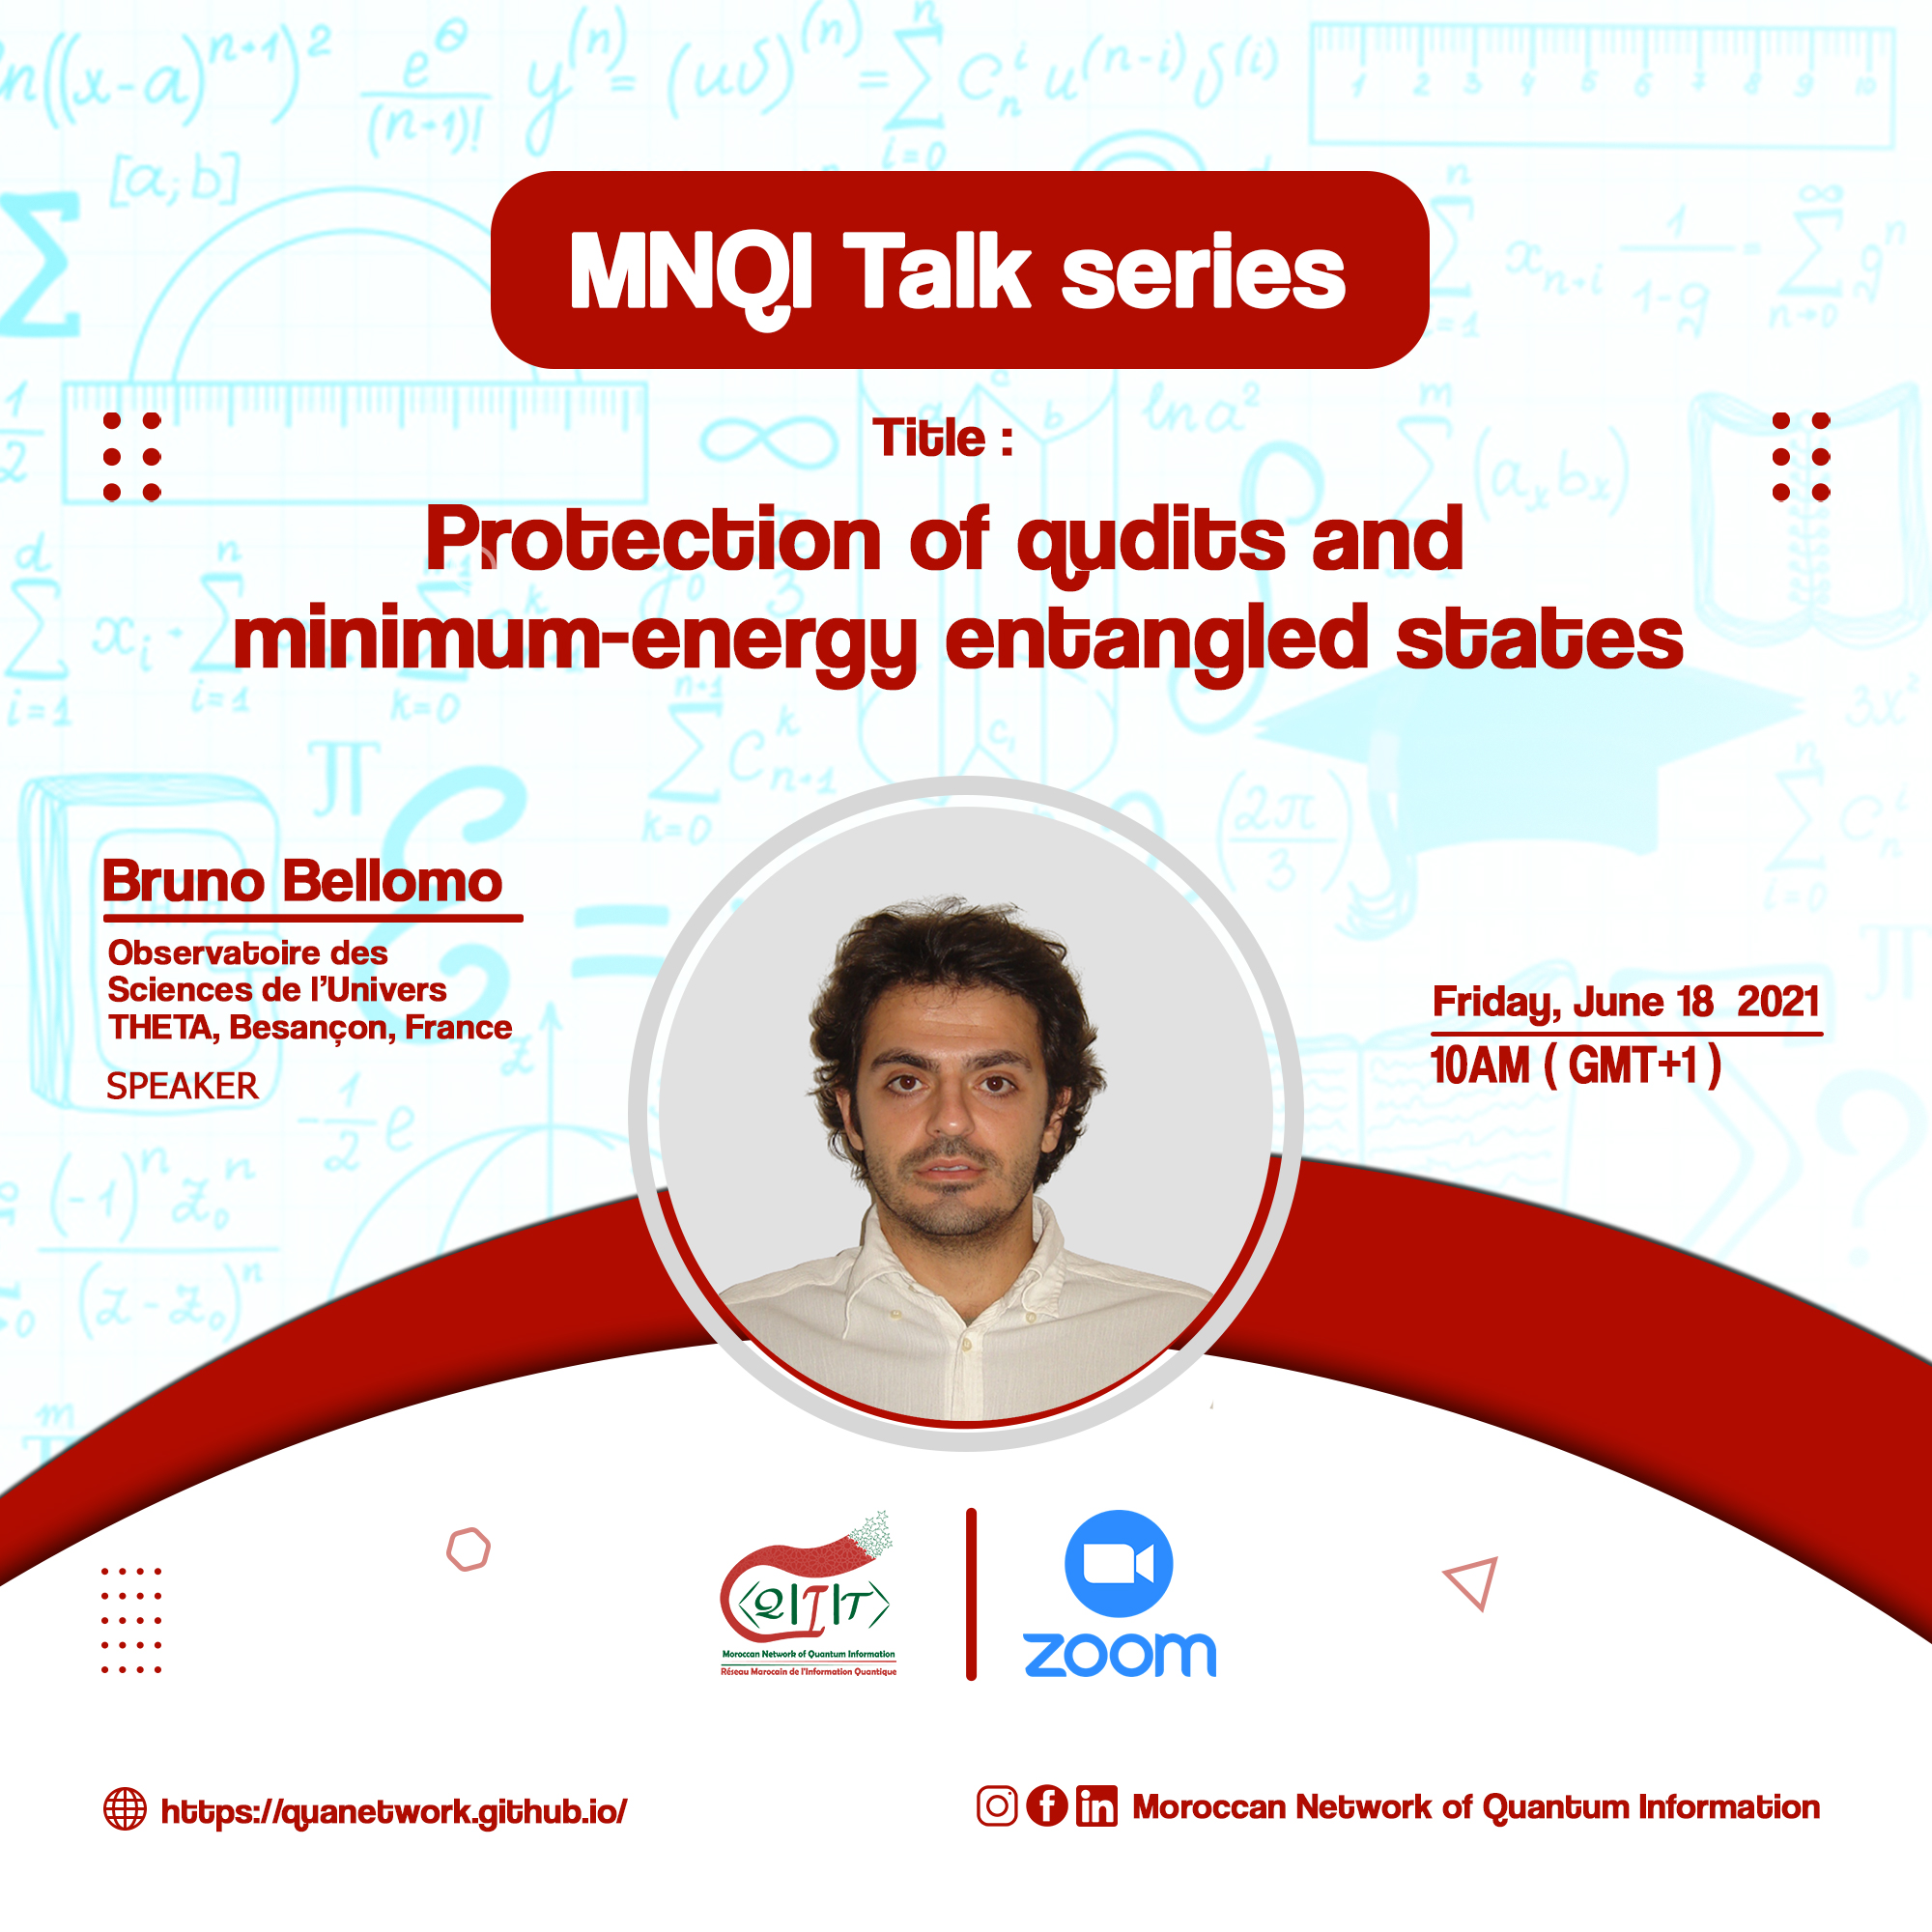 MNQI Talk series
Title :
Protection of qudits and
minimum-energy entangled states
Bruno Bellomo
Observatoire des
Sciences de l'Univers
THETA, Besançon, France
SPEAKER
Friday, June 18 2021
10AM ( GMT+1 )
⟨Q|I|T⟩
Moroccan Network of Quantum Information
Réseau Marocain de l'Information Quantique
zoom
https://quanetwork.github.io/
Moroccan Network of Quantum Information